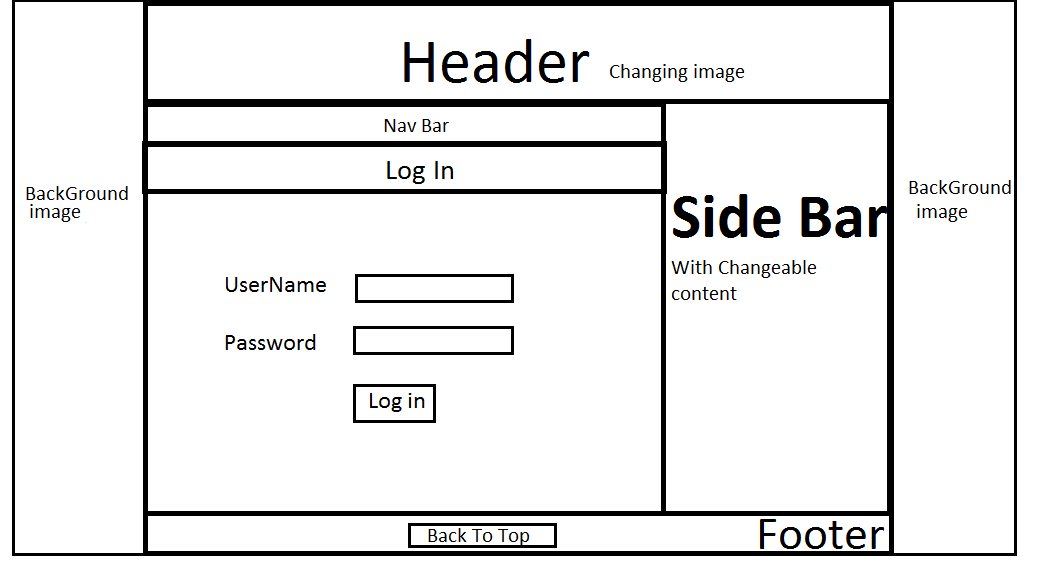 Header
Changing image
Nav Bar
Log In
BackGround
image
Side Bar
With Changeable
content
BackGround
image
UserName
Password
Log in
Back To Top
Footer